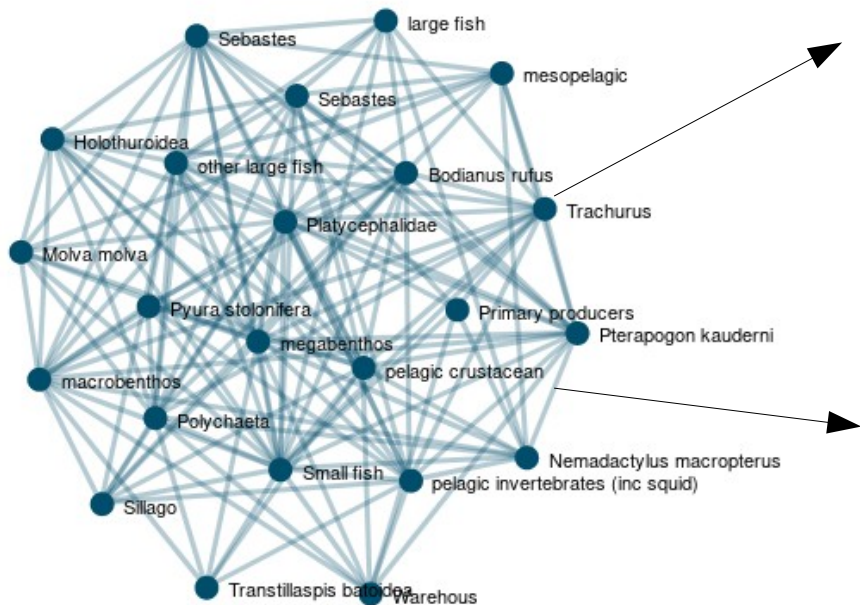 large fish
Sebastes
mesopelagic
Sebastes
Holothuroidea
other large fish
Bodianus rufus
Trachurus
Platycephalidae
Molva molva
Pyura stolonifera
Primary producers
Pterapogon kauderni
megabenthos
pelagic crustacean
macrobenthos
Polychaeta
Nemadactylus macropterus
Small fish
pelagic invertebrates (inc squid)
Sillago
Transtillaspis batoidea
Warehous